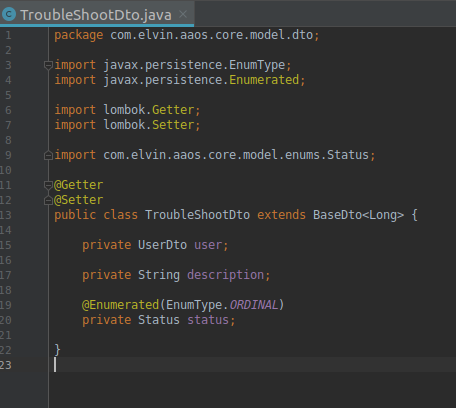 TroubleShootDto.java
1 package com.elvin.aaos.core.model.dto;
2
3 import javax.persistence.EnumType;
4 import javax.persistence.Enumerated;
5
6 import lombok.Getter;
7 import lombok.Setter;
8
9 import com.elvin.aaos.core.model.enums.Status;
10
11 @Getter
12 @Setter
13 public class TroubleShootDto extends BaseDto<Long> {
14
15     private UserDto user;
16
17     private String description;
18
19     @Enumerated(EnumType.ORDINAL)
20     private Status status;
21
22 }
23